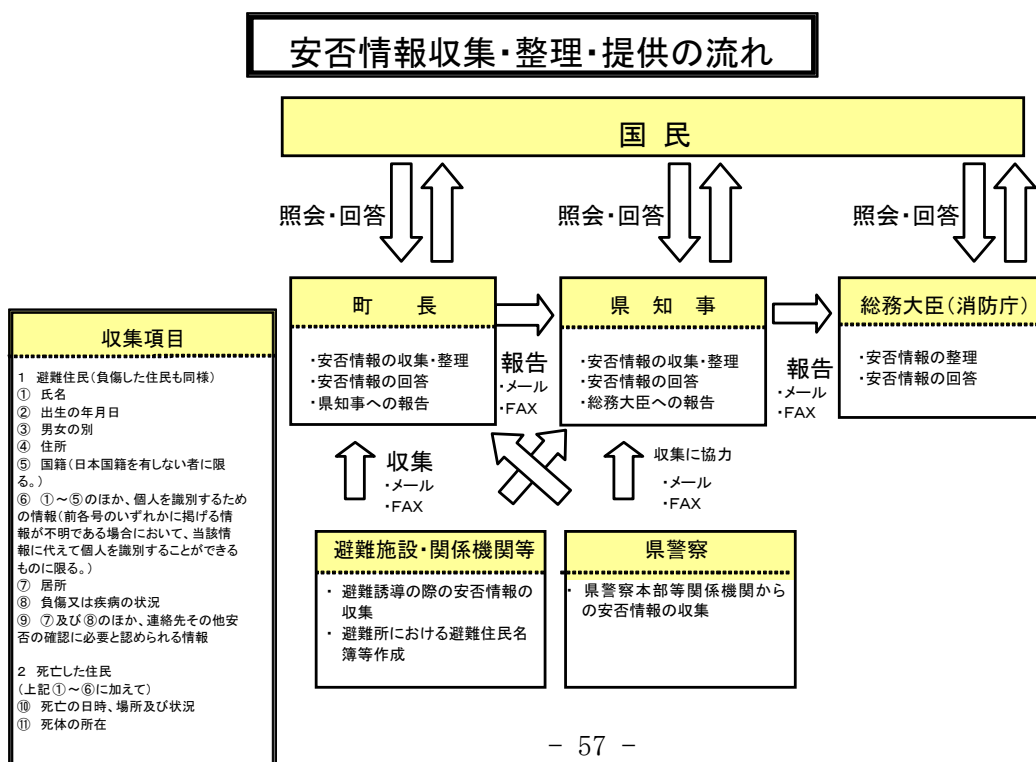 安否情報収集・整理・提供の流れ
国 民
照会・回答
照会・回答
照会・回答
町 長
・安否情報の収集・整理
・安否情報の回答
・県知事への報告
報告
・メール
・FAX
県 知 事
・安否情報の収集・整理
・安否情報の回答
・総務大臣への報告
報告
・メール
・FAX
総務大臣(消防庁)
・安否情報の整理
・安否情報の回答
収集項目
1 避難住民(負傷した住民も同様)
① 氏名
② 出生の年月日
③ 男女の別
④ 住所
⑤ 国籍(日本国籍を有しない者に限
る。)
⑥ ①~⑤のほか、個人を識別するため
の情報(前各号のいずれかに掲げる情
報が不明である場合において、当該情
報に代えて個人を識別することができる
ものに限る。)
⑦ 居所
⑧ 負傷又は疾病の状況
⑨ ⑦及び⑧のほか、連絡先その他安
否の確認に必要と認められる情報
2 死亡した住民
(上記①~⑥に加えて)
⑩ 死亡の日時、場所及び状況
⑪ 死体の所在
収集
・メール
・FAX
収集に協力
・メール
・FAX
避難施設・関係機関等
・ 避難誘導の際の安否情報の
収集
・ 避難所における避難住民名
簿等作成
県警察
・ 県警察本部等関係機関から
の安否情報の収集
- 57 -